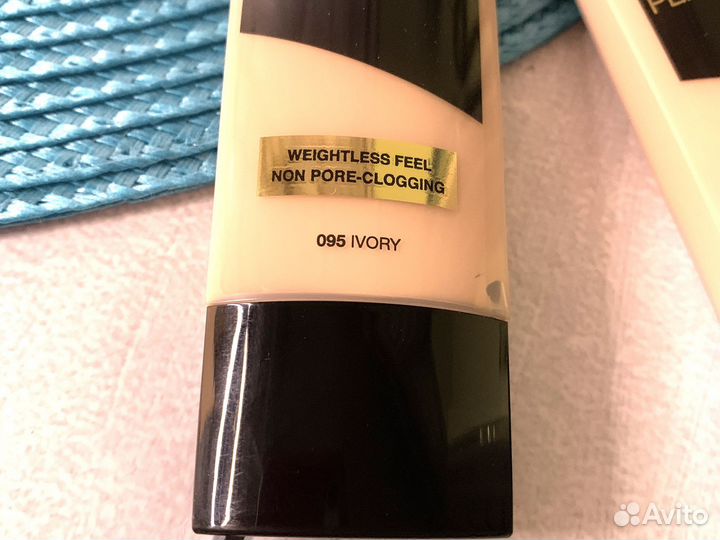 WEIGHTLESS FEEL
NON PORE-CLOGGING
095 IVORY
Avito